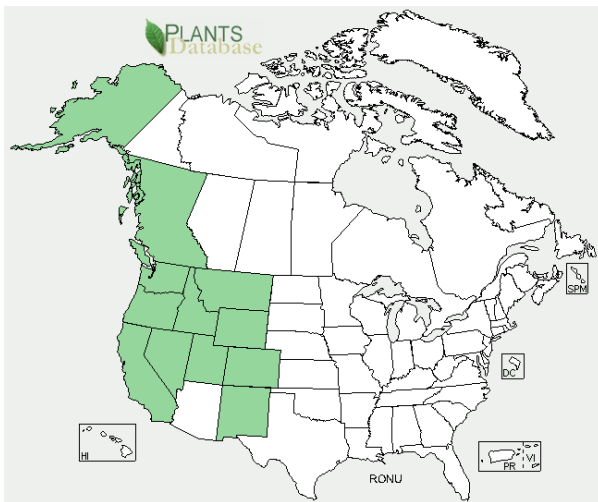 PLANTS
Database
SPM
DC
HI
PR VI
RONU